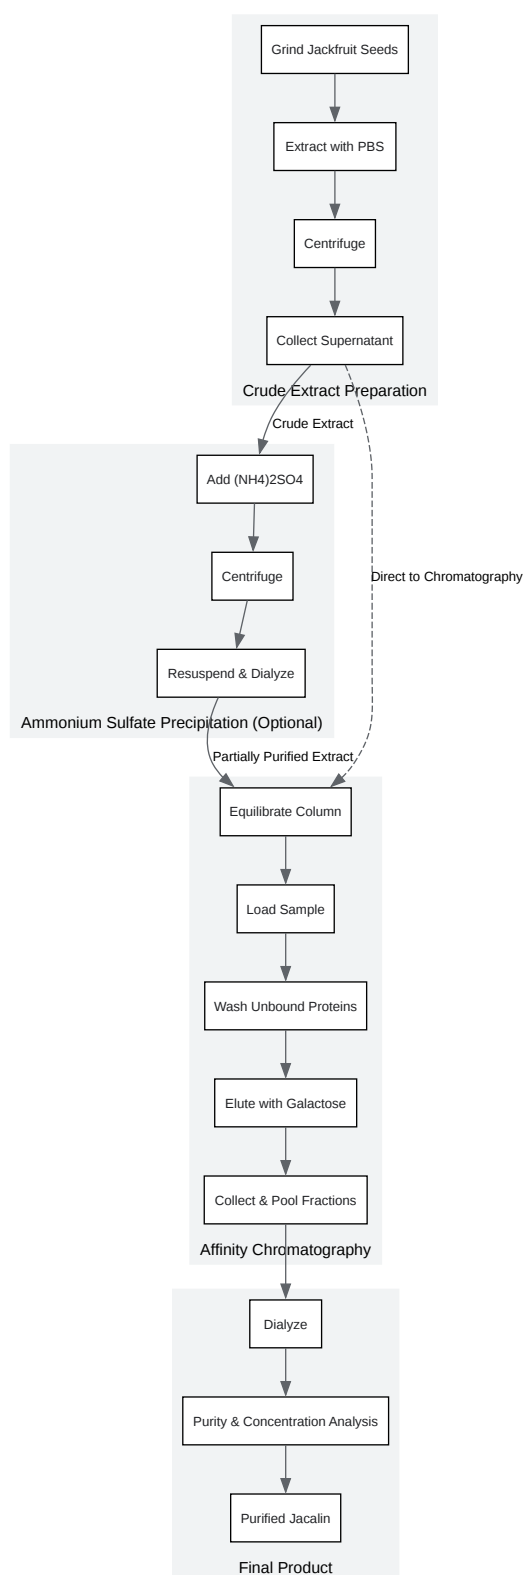 Grind Jackfruit Seeds
Extract with PBS
Centrifuge
Collect Supernatant
Crude Extract Preparation
Crude Extract
Add (NH4)2SO4
Centrifuge
Direct to Chromatography
Resuspend & Dialyze
Ammonium Sulfate Precipitation (Optional)
Partially Purified Extract
Equilibrate Column
Load Sample
Wash Unbound Proteins
Elute with Galactose
Collect & Pool Fractions
Affinity Chromatography
Dialyze
Purity & Concentration Analysis
Purified Jacalin
Final Product